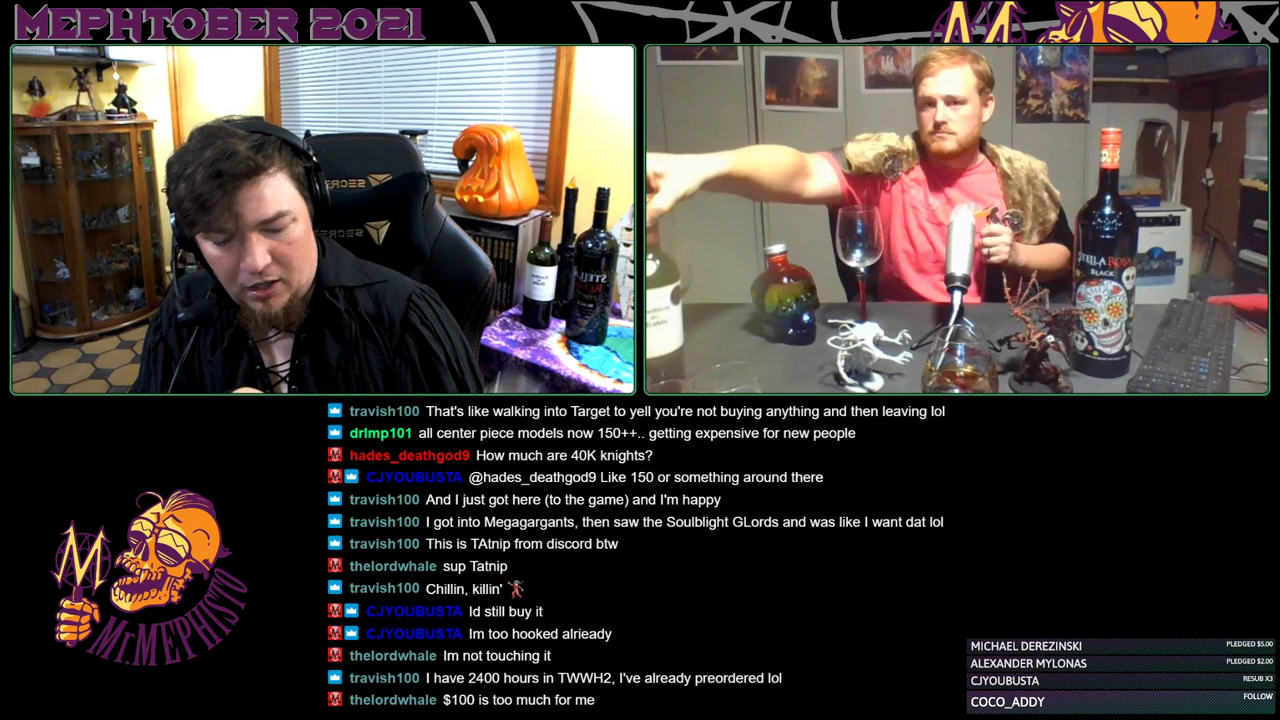 MEPHTOBER 2021
SECRE
STELLA ROSA
BLACK
travish100 That's like walking into Target to yell you're not buying anything and then leaving lol
drImp101 all center piece models now 150++.. getting expensive for new people
hades_deathgod9 How much are 40K knights?
CJYOUBUSTA @hades_deathgod9 Like 150 or something around there
travish100 And I just got here (to the game) and I'm happy
travish100 I got into Megagargants, then saw the Soulblight GLords and was like I want dat lol
travish100 This is TAtnip from discord btw
thelordwhale sup Tatnip
travish100 Chillin, killin'
CJYOUBUSTA Id still buy it
CJYOUBUSTA Im too hooked alrieady
thelordwhale Im not touching it
travish100 I have 2400 hours in TWWH2, I've already preordered lol
thelordwhale $100 is too much for me
M
Mr.MEPHISTO
MICHAEL DEREZINSKI PLEDGED $5.00
ALEXANDER MYLONAS PLEDGED $2.00
CJYOUBUSTA RESUB X3
COCO_ADDY FOLLOW